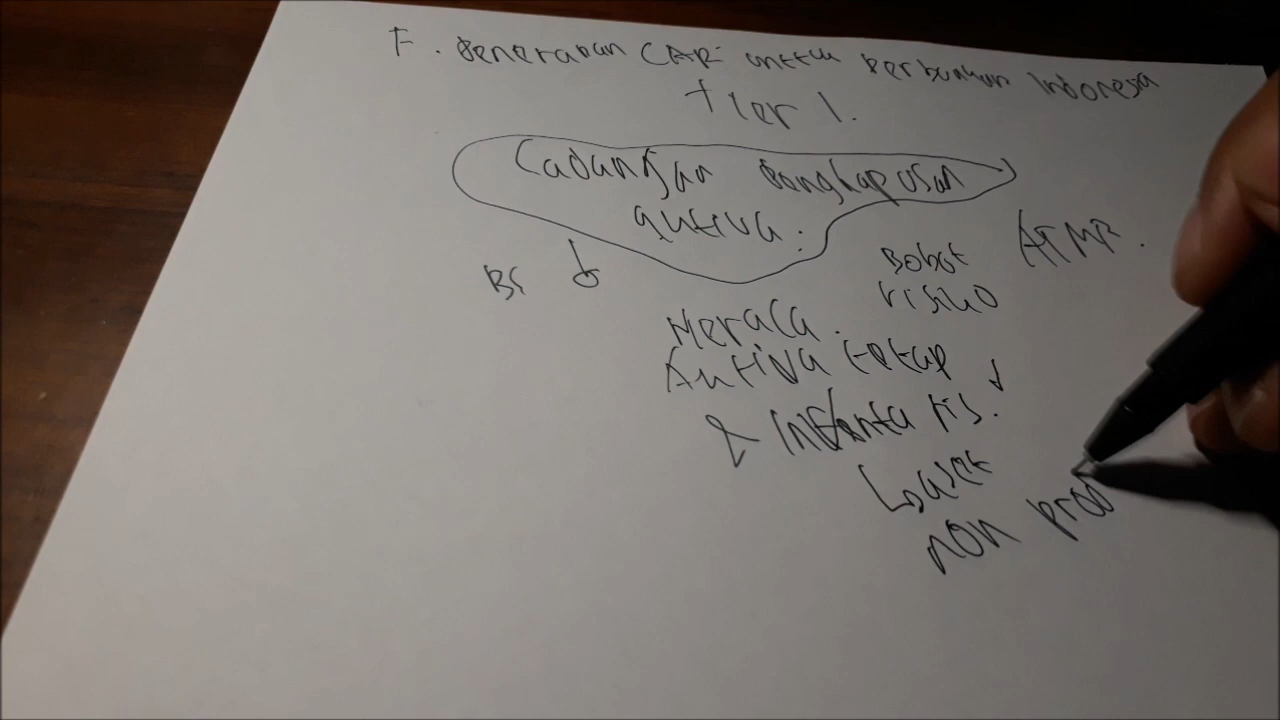 F. Penerapan CAR untuk Perbankan Indonesia
tier 1.
Cadangan Penghapusan
aktiva:
BS
Bobot
risiko
ATMR.
Neraca.
Aktiva tetap
& inventaris.
aset
non prod